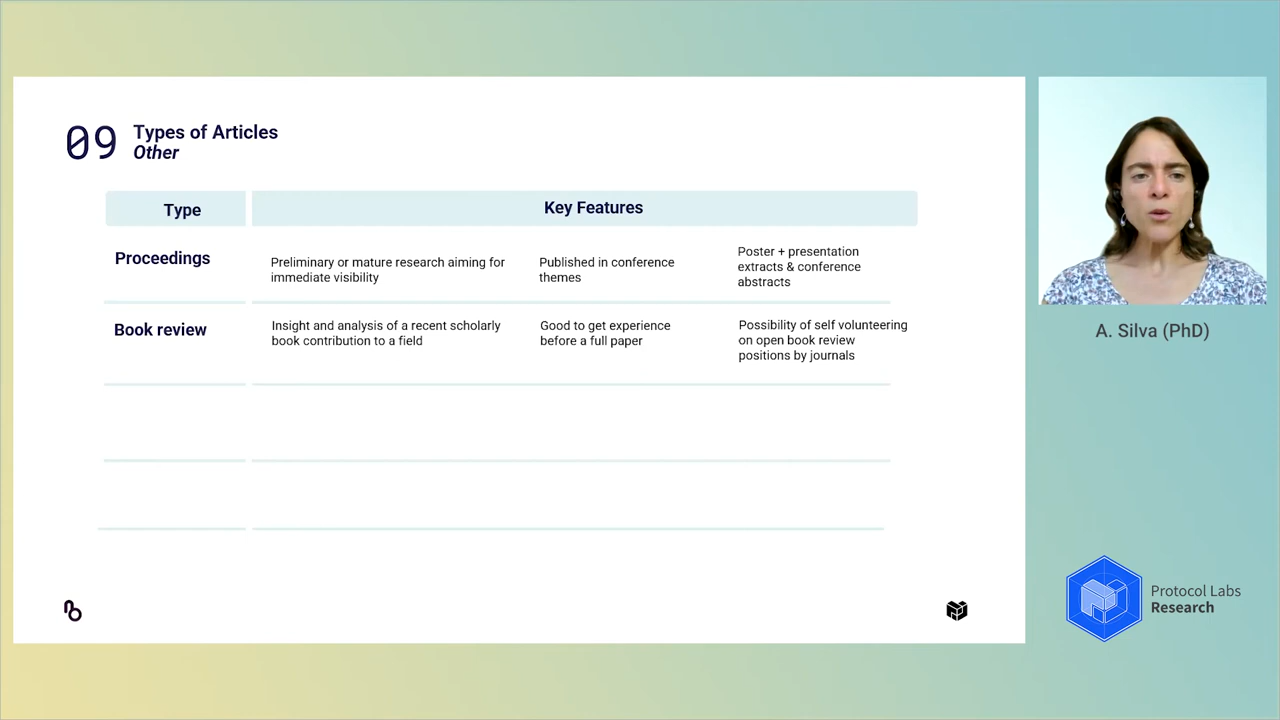 09
Types of Articles
Other
Type
Key Features
Proceedings
Preliminary or mature research aiming for
immediate visibility
Published in conference
themes
Poster + presentation
extracts & conference
abstracts
Book review
Insight and analysis of a recent scholarly
book contribution to a field
Good to get experience
before a full paper
Possibility of self volunteering
on open book review
positions by journals
A. Silva (PhD)
Protocol Labs
Research